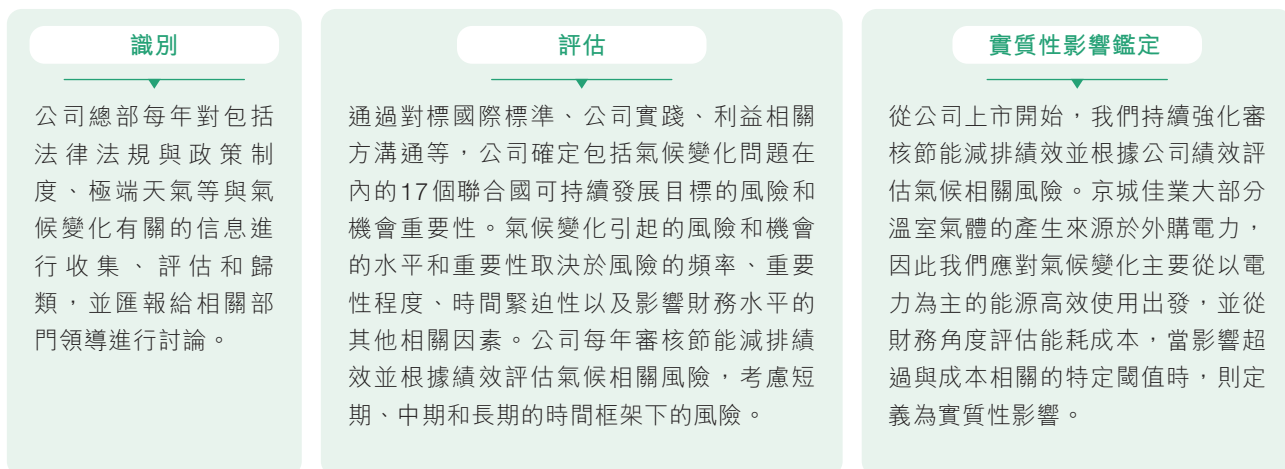 識別
公司總部每年對包括
法律法規與政策制
度、極端天氣等與氣
候變化有關的信息進
行收集、評估和歸
類，並匯報給相關部
門領導進行討論。
評估
通過對標國際標準、公司實踐、利益相關
方溝通等，公司確定包括氣候變化問題在
內的17個聯合國可持續發展目標的風險和
機會重要性。氣候變化引起的風險和機會
的水平和重要性取決於風險的頻率、重要
性程度、時間緊迫性以及影響財務水平的
其他相關因素。公司每年審核節能減排績
效並根據績效評估氣候相關風險，考慮短
期、中期和長期的時間框架下的風險。
實質性影響鑑定
從公司上市開始，我們持續強化審
核節能減排績效並根據公司績效評
估氣候相關風險。京城佳業大部分
溫室氣體的產生來源於外購電力，
因此我們應對氣候變化主要從以電
力為主的能源高效使用出發，並從
財務角度評估能耗成本，當影響超
過與成本相關的特定閾值時，則定
義為實質性影響。